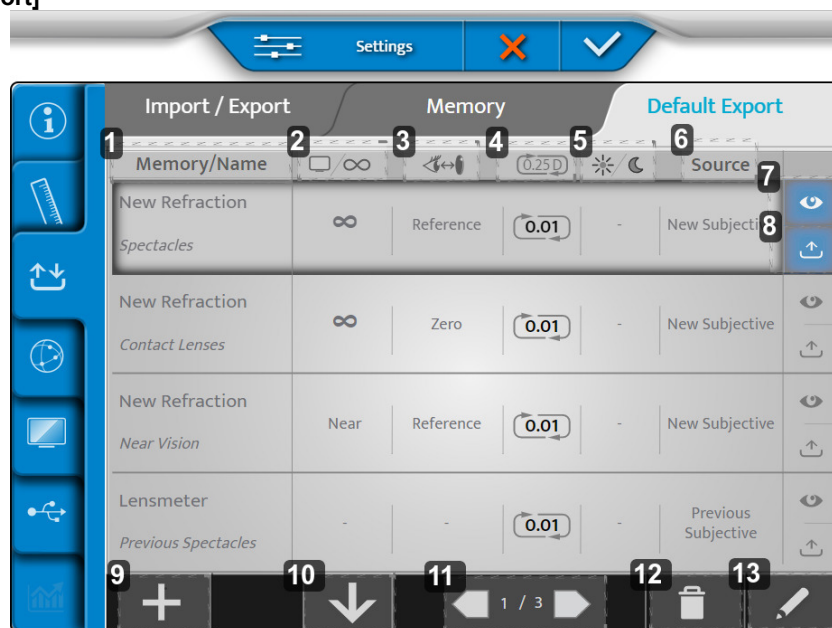 ort]
Settings
Import / Export
Memory
Default Export
1 2 3 4 5 6
Memory/Name
/∞
0.25 D
/
Source
7
New Refraction
Spectacles
∞
Reference
0.01
-
New Subjecti
8
New Refraction
Contact Lenses
∞
Zero
0.01
-
New Subjective
New Refraction
Near Vision
Near
Reference
0.01
-
New Subjective
Lensmeter
Previous Spectacles
-
-
0.01
-
Previous
Subjective
9 10 11 12 13
1 / 3